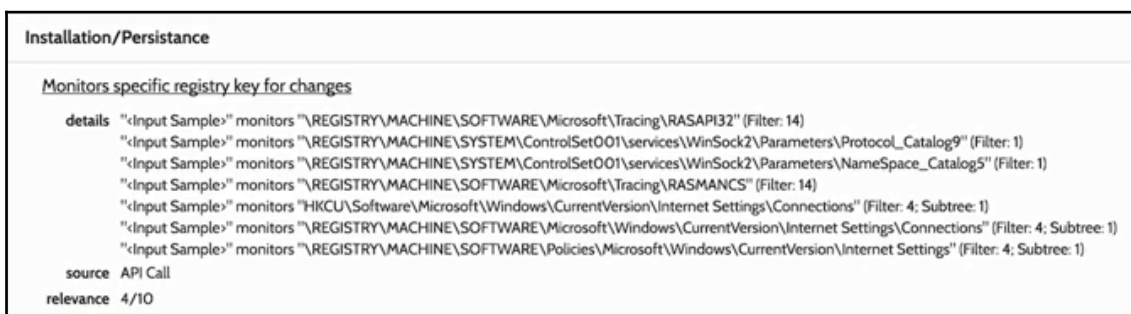 Installation/Persistance
Monitors specific registry key for changes
details "<Input Sample>" monitors "\REGISTRY\MACHINE\SOFTWARE\Microsoft\Tracing\RASAPI32" (Filter: 14)
"<Input Sample>" monitors "\REGISTRY\MACHINE\SYSTEM\ControlSet001\services\WinSock2\Parameters\Protocol_Catalog9" (Filter: 1)
"<Input Sample>" monitors "\REGISTRY\MACHINE\SYSTEM\ControlSet001\services\WinSock2\Parameters\NameSpace_Catalog5" (Filter: 1)
"<Input Sample>" monitors "\REGISTRY\MACHINE\SOFTWARE\Microsoft\Tracing\RASMANCS" (Filter: 14)
"<Input Sample>" monitors "HKCU\Software\Microsoft\Windows\CurrentVersion\Internet Settings\Connections" (Filter: 4; Subtree: 1)
"<Input Sample>" monitors "\REGISTRY\MACHINE\SOFTWARE\Microsoft\Windows\CurrentVersion\Internet Settings\Connections" (Filter: 4; Subtree: 1)
"<Input Sample>" monitors "\REGISTRY\MACHINE\SOFTWARE\Policies\Microsoft\Windows\CurrentVersion\Internet Settings" (Filter: 4; Subtree: 1)
source API Call
relevance 4/10